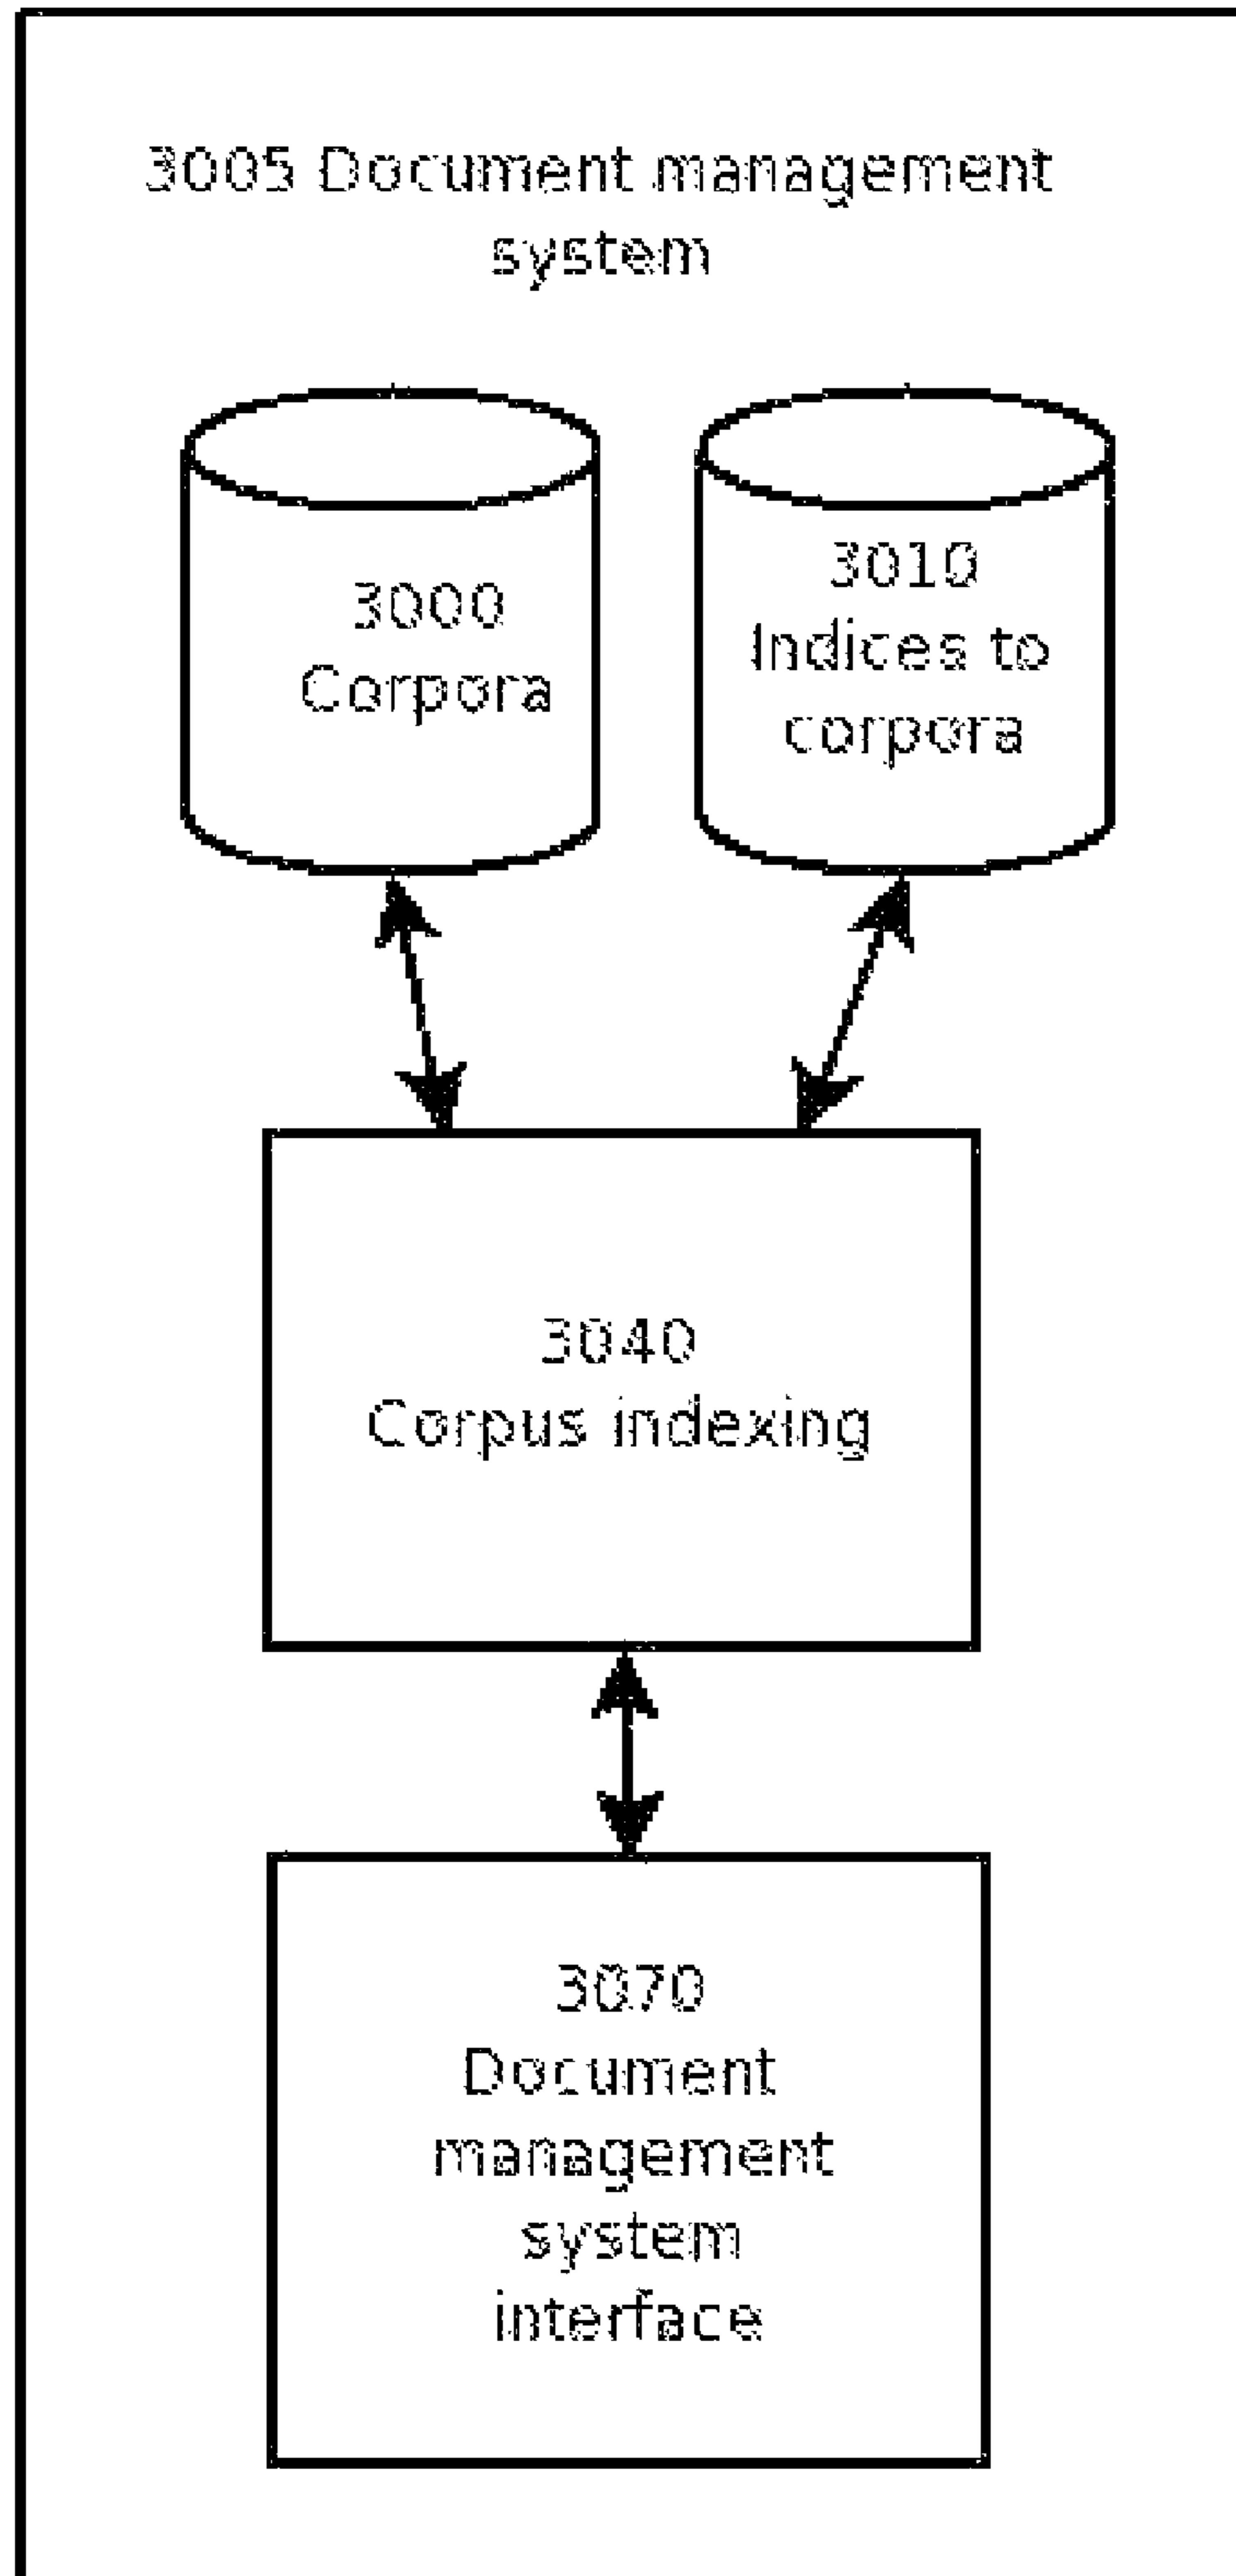 3005 Document management
system
3000
Corpora
3010
Indices to
corpora
3040
Corpus indexing
3070
Document
management
system
interface